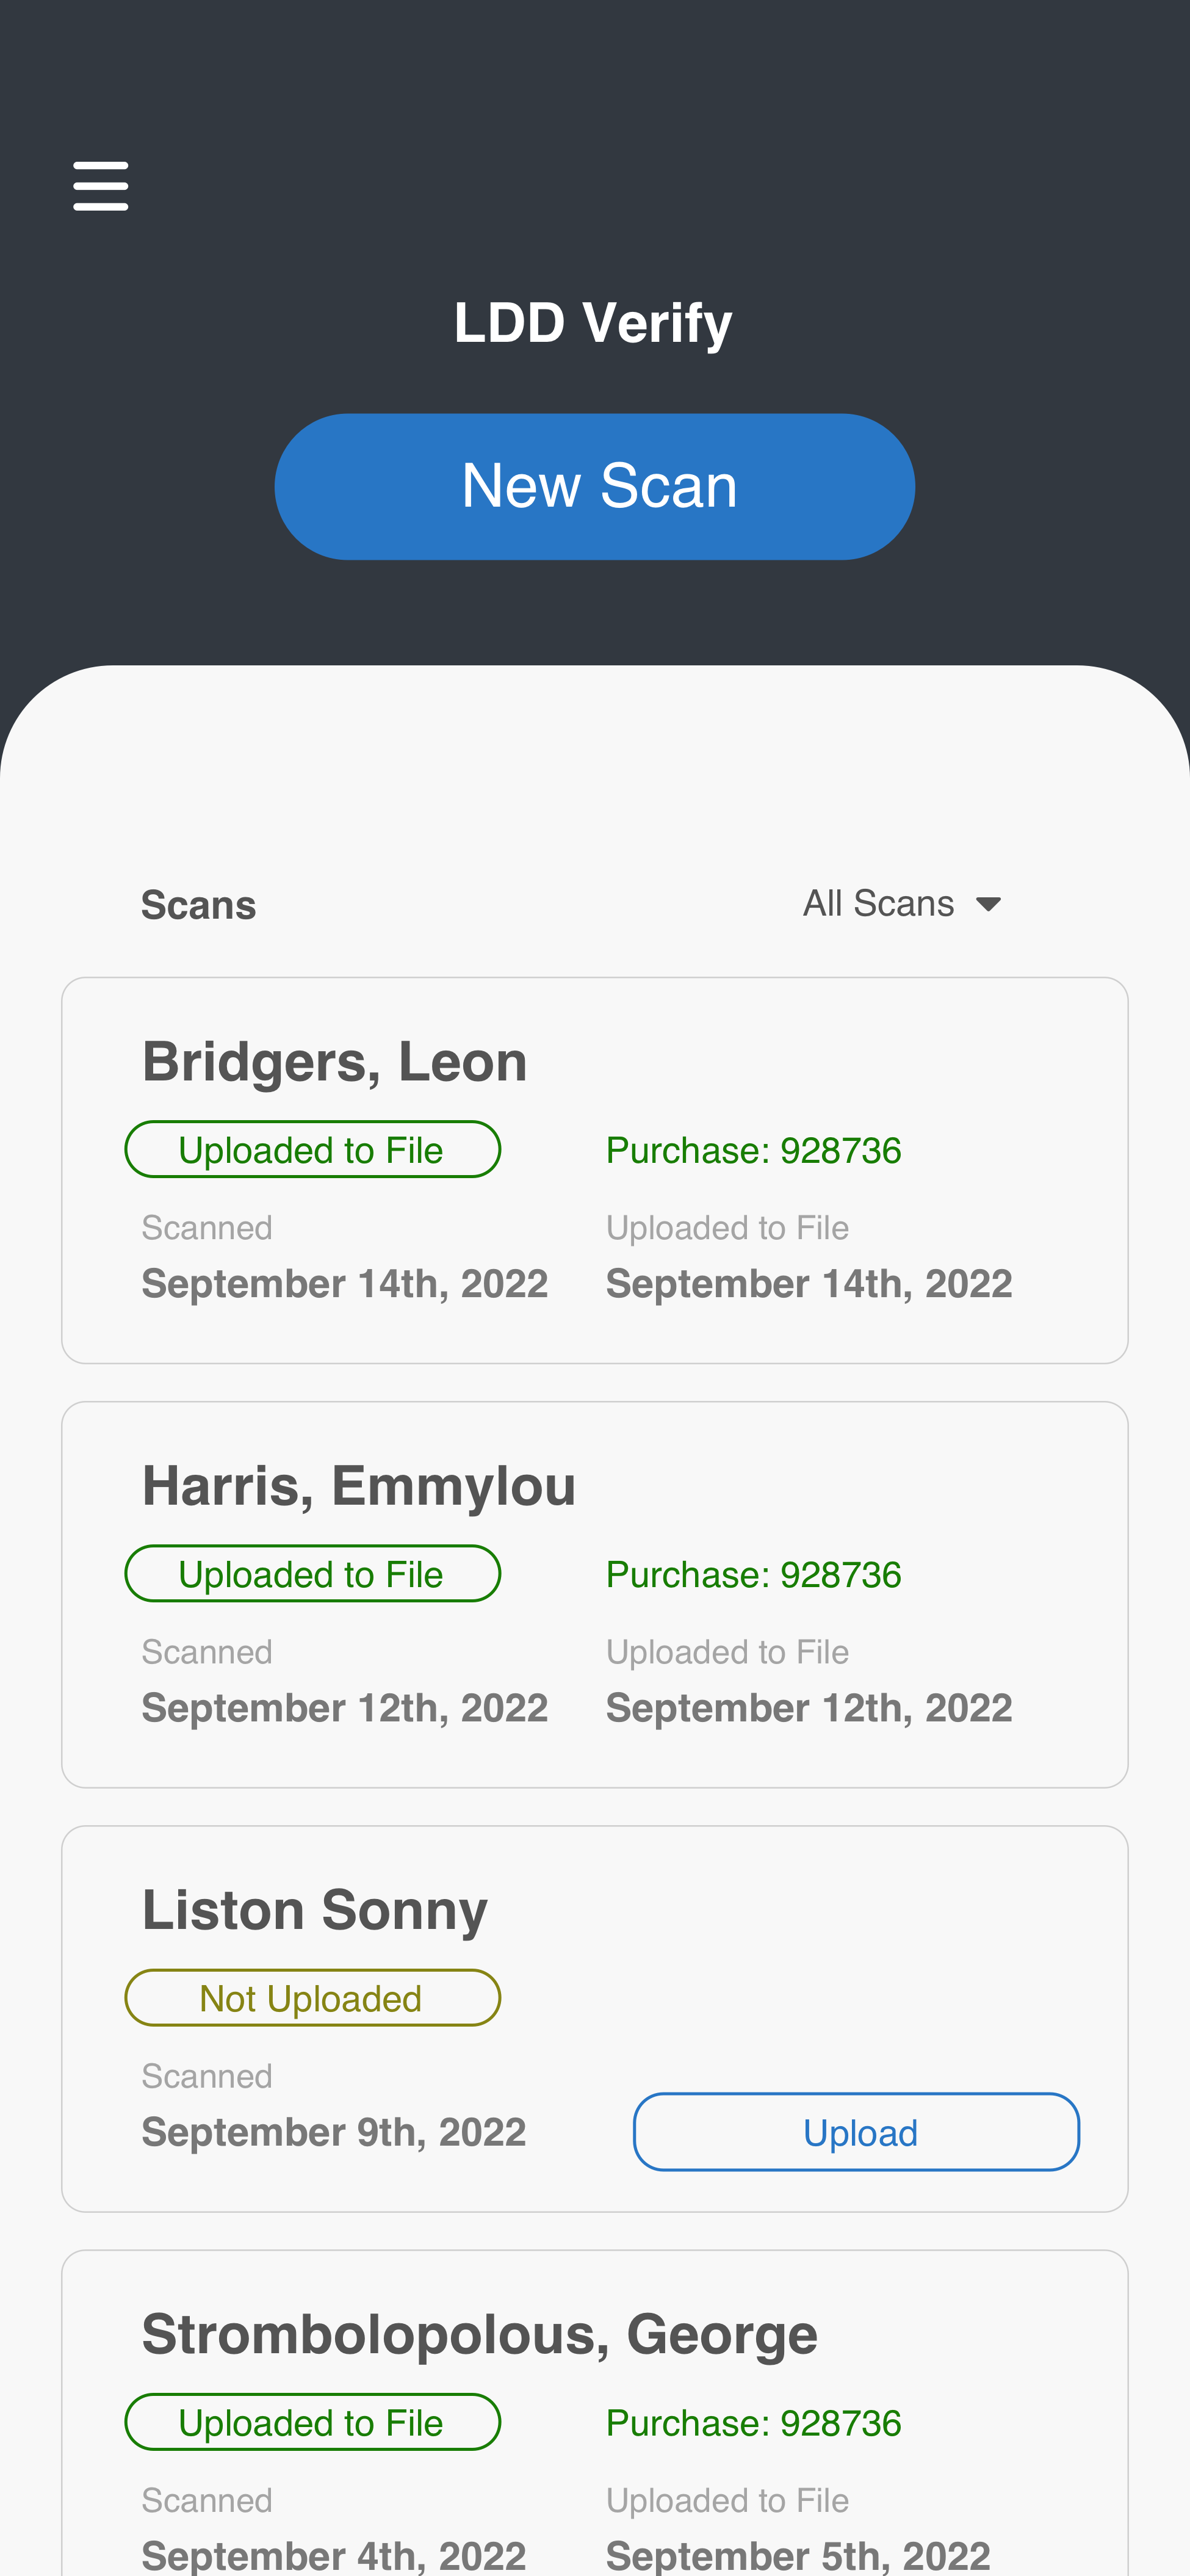 LDD Verify
New Scan
Scans
All Scans
Bridgers, Leon
Uploaded to File
Purchase: 928736
Scanned
Uploaded to File
September 14th, 2022
September 14th, 2022
Harris, Emmylou
Uploaded to File
Purchase: 928736
Scanned
Uploaded to File
September 12th, 2022
September 12th, 2022
Liston Sonny
Not Uploaded
Scanned
September 9th, 2022
Upload
Strombolopolous, George
Uploaded to File
Purchase: 928736
Scanned
Uploaded to File
September 4th, 2022
September 5th, 2022